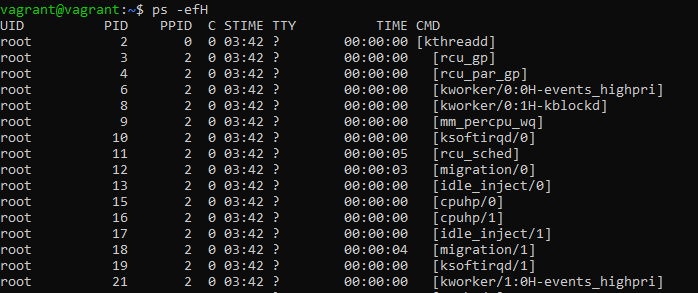 vagrant@vagrant:~$ ps -efH
UID          PID    PPID  C STIME TTY          TIME CMD
root           2       0  0 03:42 ?        00:00:00 [kthreadd]
root           3       2  0 03:42 ?        00:00:00   [rcu_gp]
root           4       2  0 03:42 ?        00:00:00   [rcu_par_gp]
root           6       2  0 03:42 ?        00:00:00   [kworker/0:0H-events_highpri]
root           8       2  0 03:42 ?        00:00:00   [kworker/0:1H-kblockd]
root           9       2  0 03:42 ?        00:00:00   [mm_percpu_wq]
root          10       2  0 03:42 ?        00:00:00   [ksoftirqd/0]
root          11       2  0 03:42 ?        00:00:05   [rcu_sched]
root          12       2  0 03:42 ?        00:00:03   [migration/0]
root          13       2  0 03:42 ?        00:00:00   [idle_inject/0]
root          15       2  0 03:42 ?        00:00:00   [cpuhp/0]
root          16       2  0 03:42 ?        00:00:00   [cpuhp/1]
root          17       2  0 03:42 ?        00:00:00   [idle_inject/1]
root          18       2  0 03:42 ?        00:00:04   [migration/1]
root          19       2  0 03:42 ?        00:00:00   [ksoftirqd/1]
root          21       2  0 03:42 ?        00:00:00   [kworker/1:0H-events_highpri]